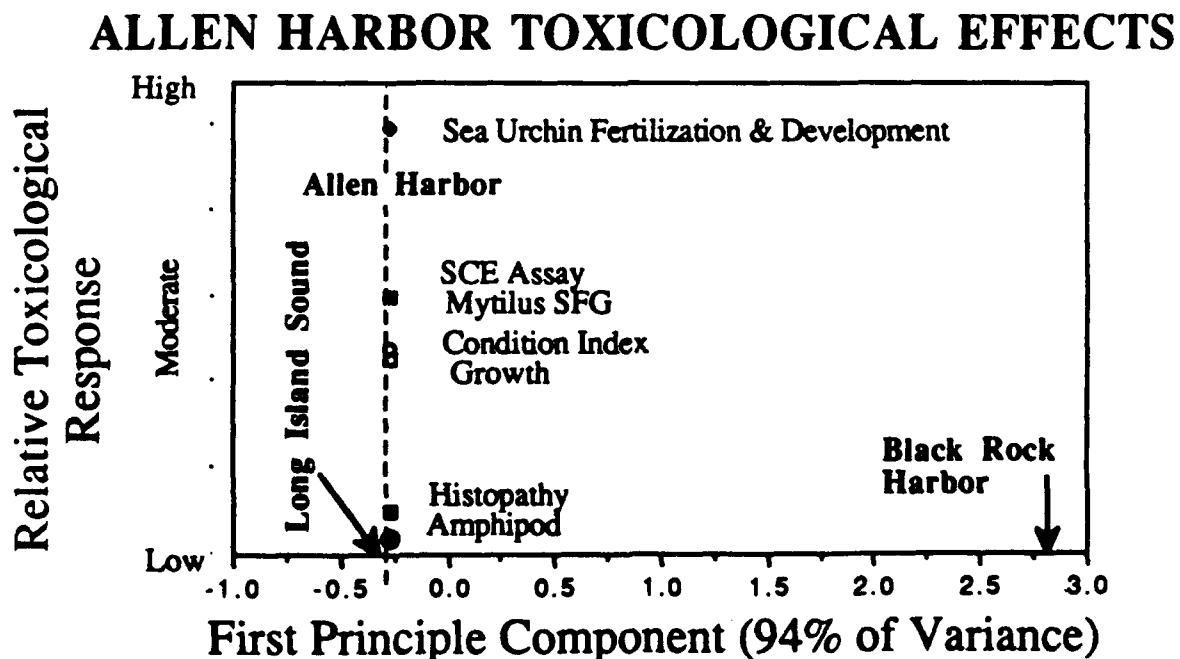 ALLEN HARBOR TOXICOLOGICAL EFFECTS
Relative Toxicological
Response
High
Moderate
Low
Sea Urchin Fertilization & Development
Allen Harbor
Long Island Sound
SCE Assay
Mytilus SFG
Condition Index
Growth
Histopathy
Amphipod
Black Rock
Harbor
-1.0 -0.5 0.0 0.5 1.0 1.5 2.0 2.5 3.0
First Principle Component (94% of Variance)